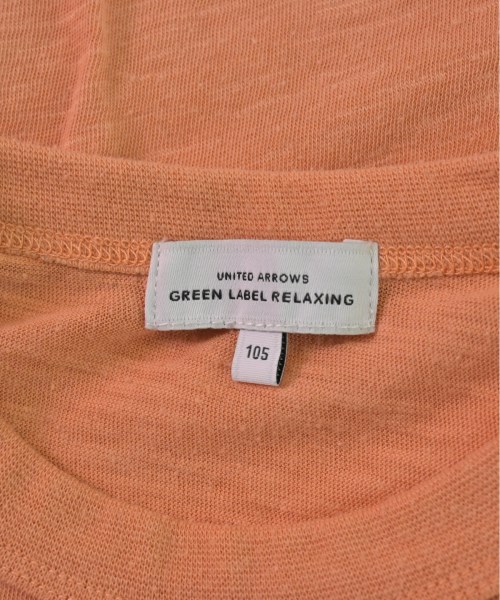 UNITED ARROWS
GREEN LABEL RELAXING
105